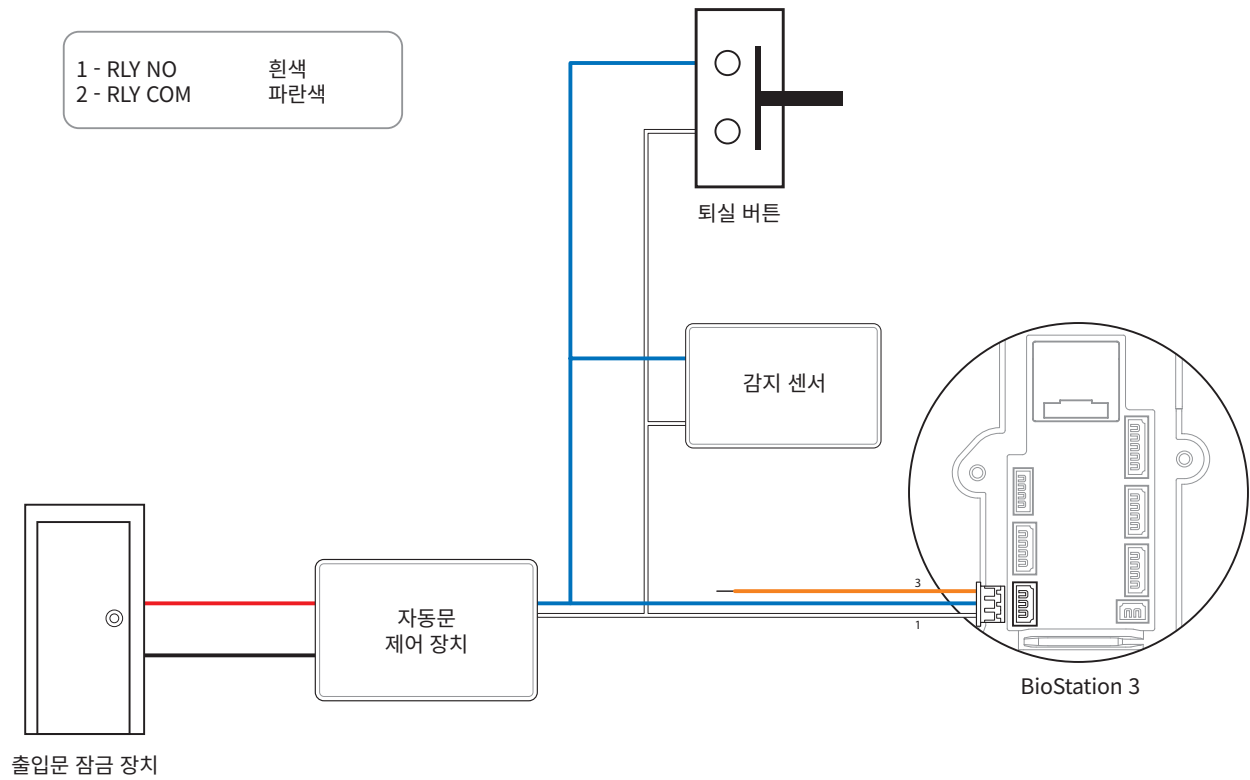 1 - RLY NO 흰색
2 - RLY COM 파란색
퇴실 버튼
감지 센서
3
1
자동문
제어 장치
BioStation 3
출입문 잠금 장치